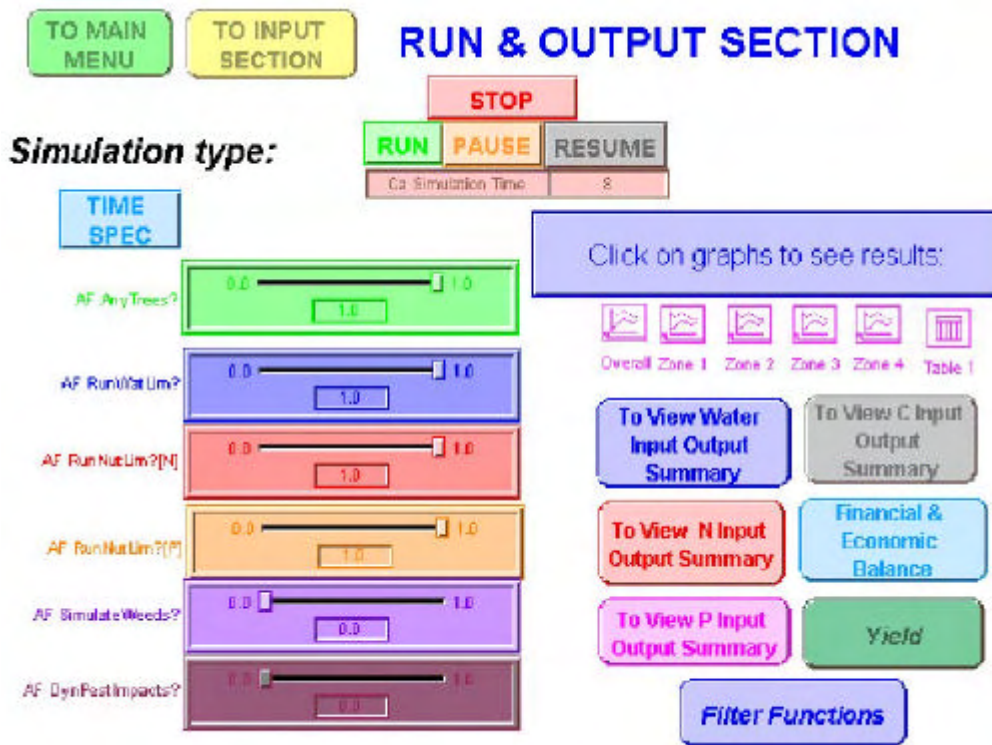 TO MAIN
MENU
TO INPUT
SECTION
RUN & OUTPUT SECTION
STOP
Simulation type:
RUN PAUSE RESUME
Ca Simulation Time 8
TIME
SPEC
Click on graphs to see results:
AF AnyTrees?
0.0 1.0
1.0
Overall Zone 1 Zone 2 Zone 3 Zone 4 Table 1
AF RunWatLim?
0.0 1.0
1.0
To View Water
Input Output
Summary
To View C Input
Output
Summary
AF RunNutLim?[N]
0.0 1.0
1.0
To View N Input
Output Summary
Financial &
Economic
Balance
AF RunNutLim?[P]
0.0 1.0
1.0
AF SimulateWeeds?
0.0 1.0
0.0
To View P Input
Output Summary
Yield
AF DynPestImpacts?
0.0 1.0
0.0
Filter Functions